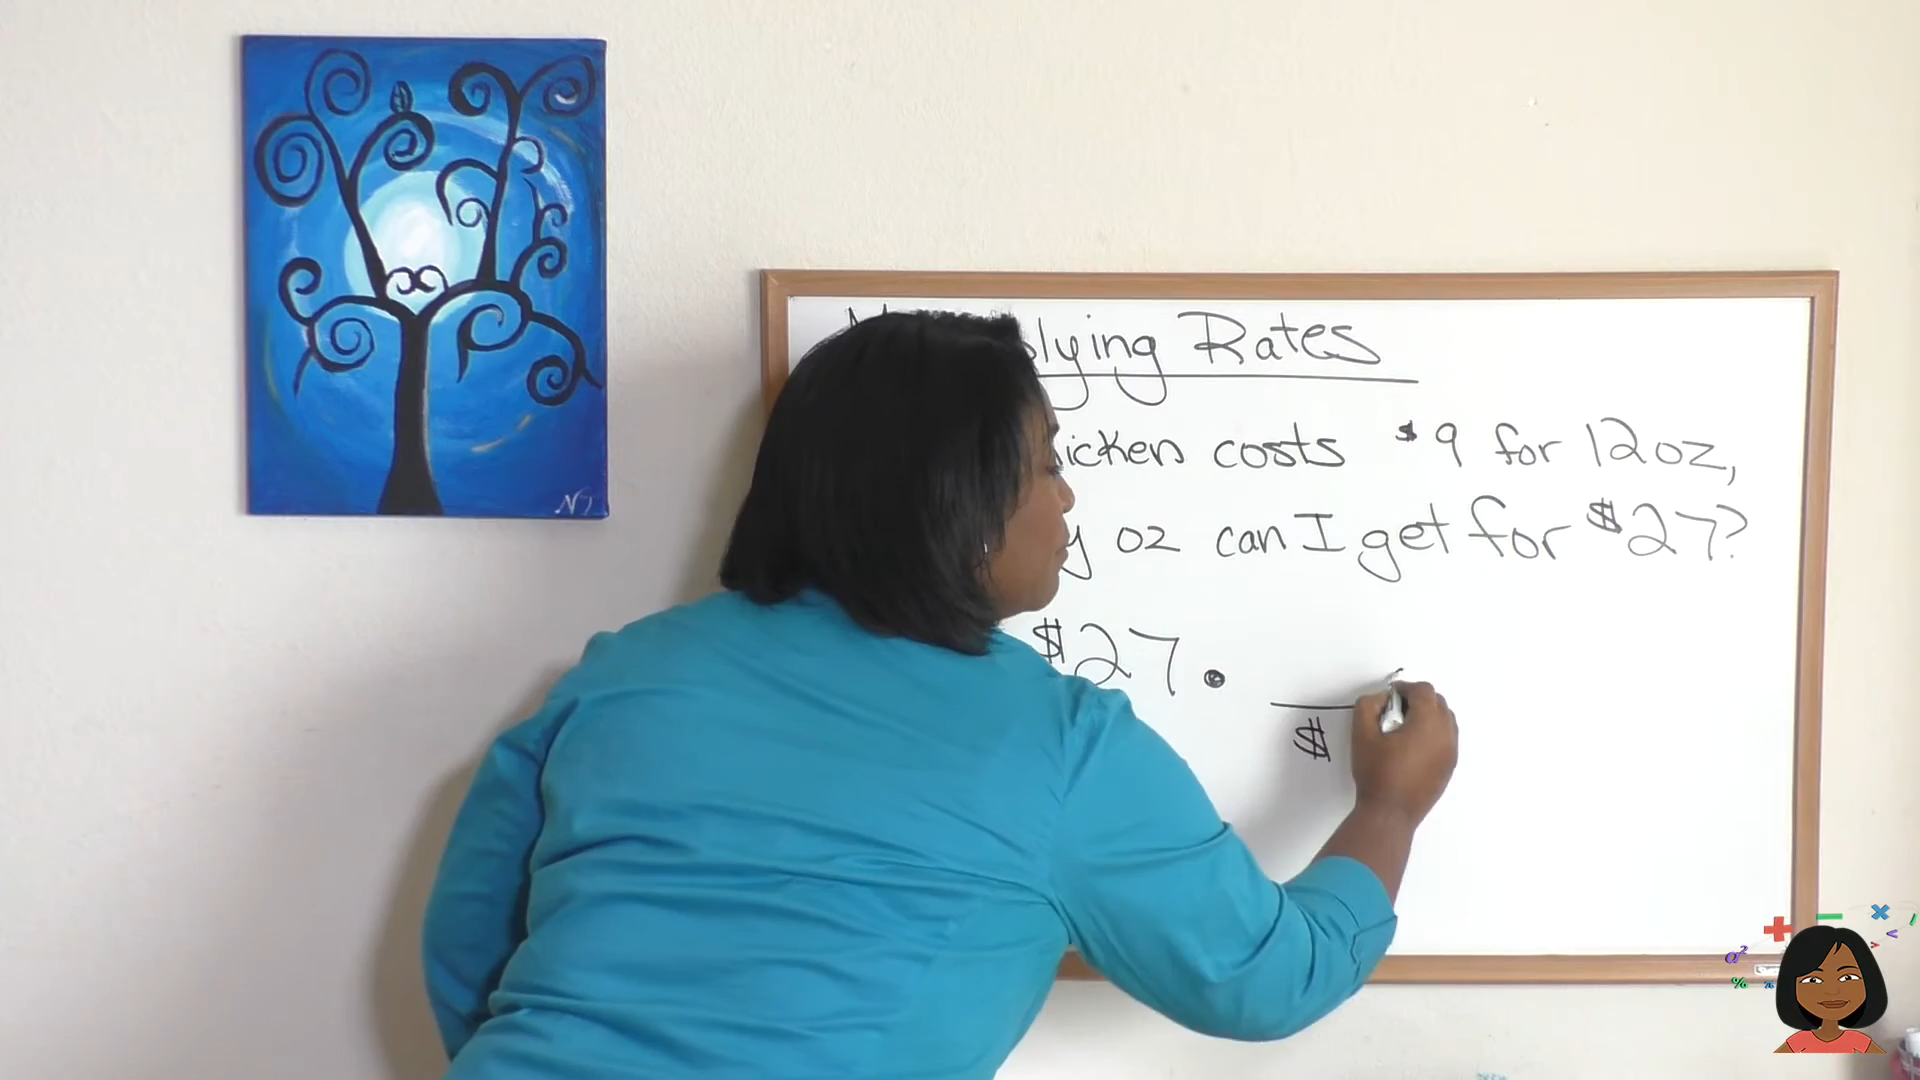 lying Rates
icken costs $9 for 12oz,
y oz can I get for $27?
$27 •
$